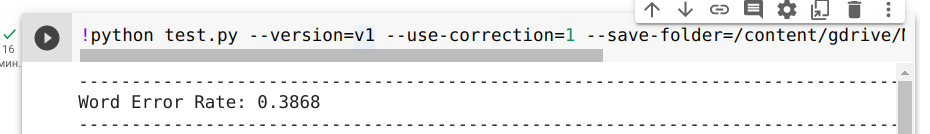 !python test.py --version=v1 --use-correction=1 --save-folder=/content/gdrive/
16
мин.
--------------------------------------------------------------------------------
Word Error Rate: 0.3868
--------------------------------------------------------------------------------